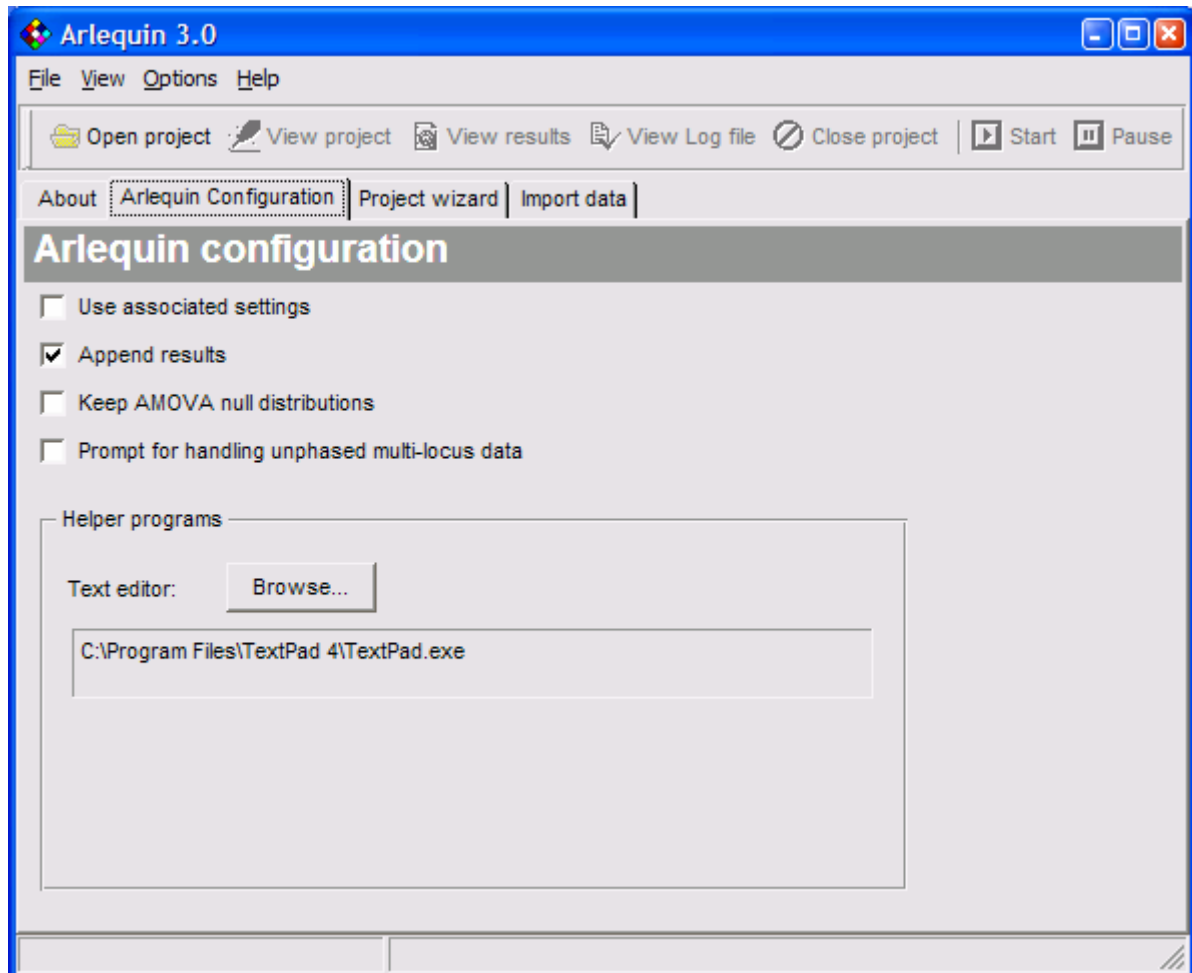 Arlequin 3.0
File View Options Help
Open project View project View results View Log file Close project Start Pause
About Arlequin Configuration Project wizard Import data
Arlequin configuration
Use associated settings
Append results
Keep AMOVA null distributions
Prompt for handling unphased multi-locus data
Helper programs
Text editor: Browse...
C:\Program Files\TextPad 4\TextPad.exe